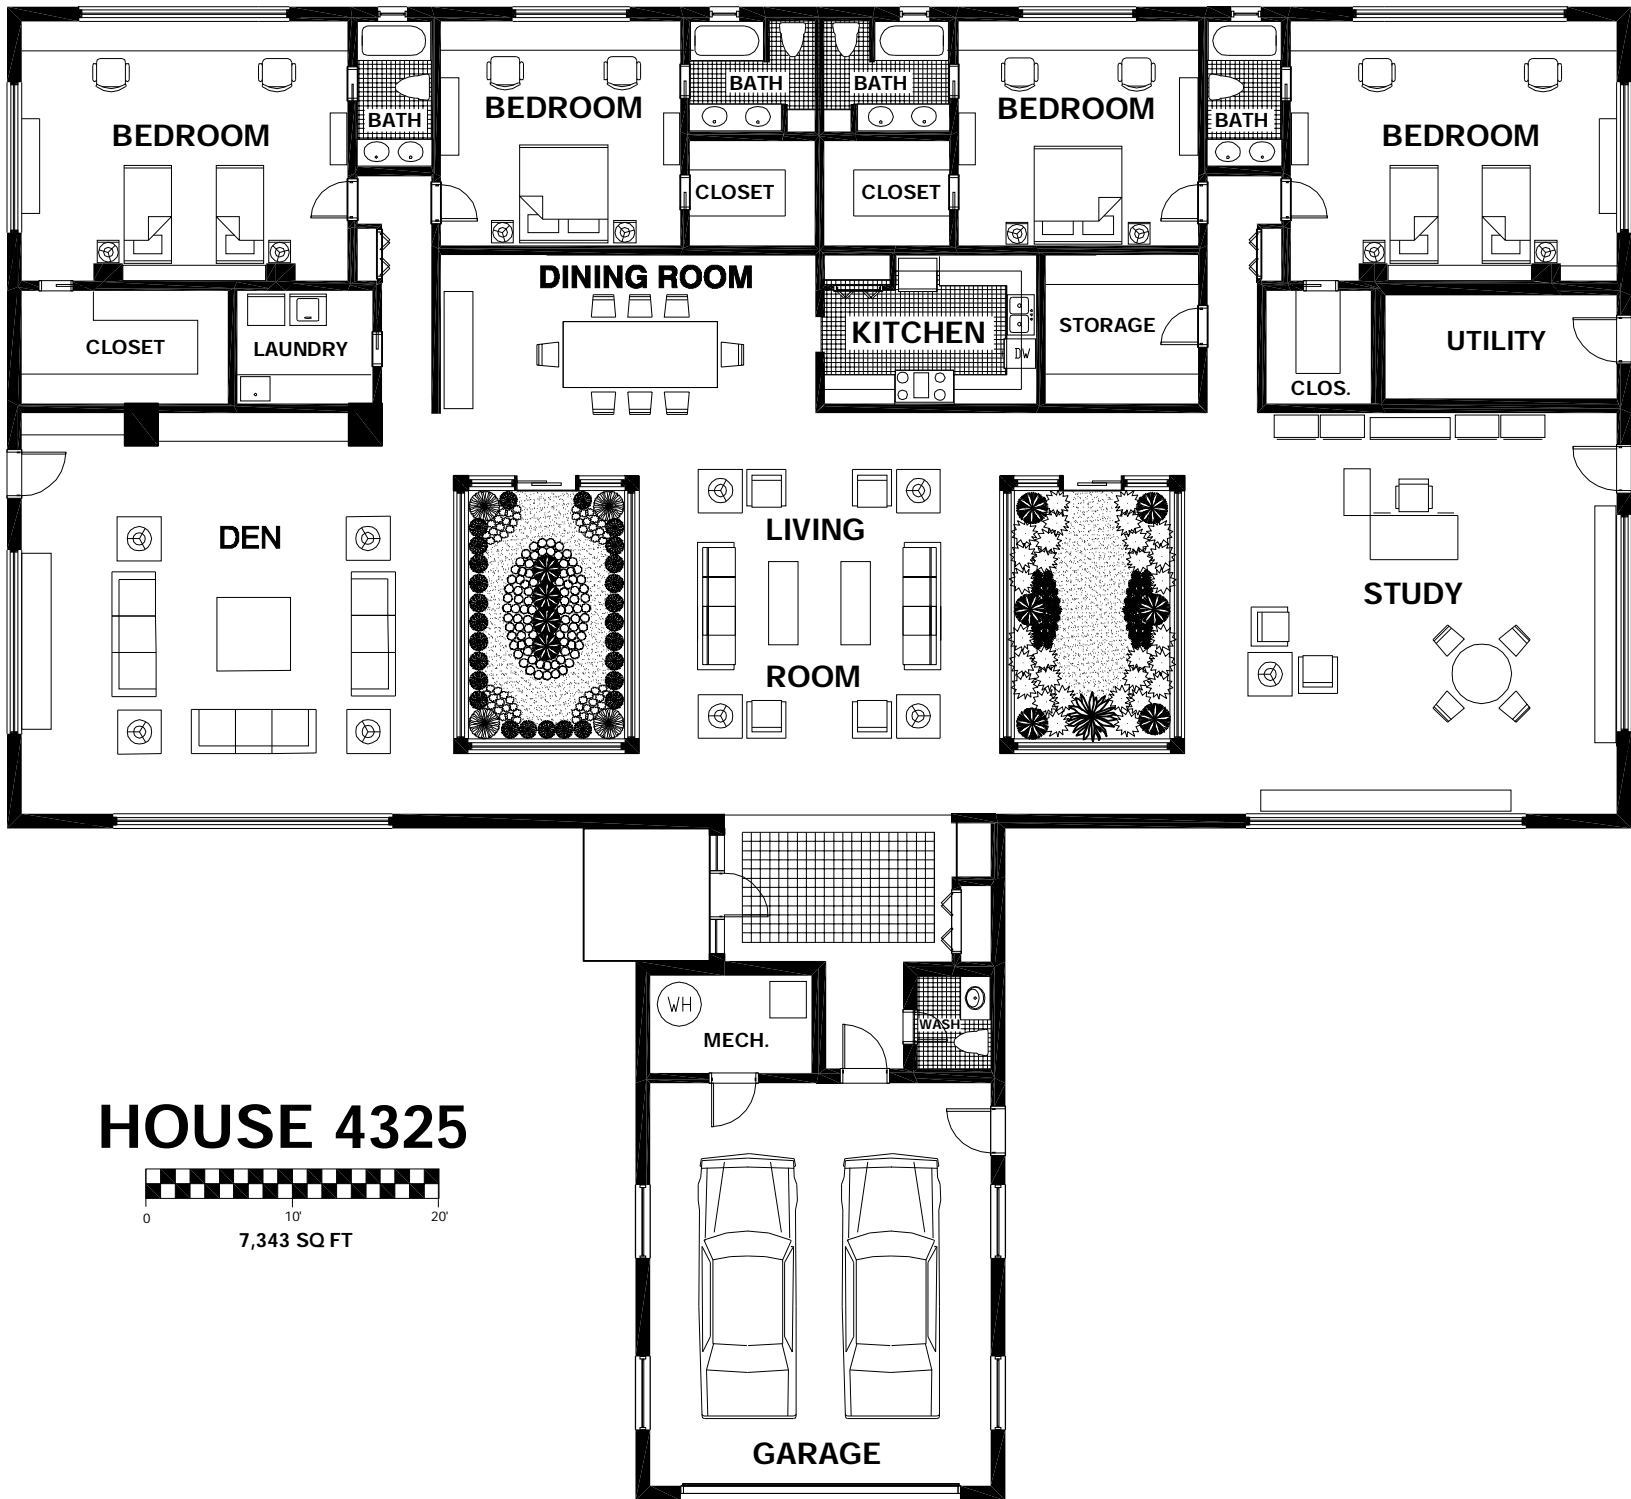 BATH
BATH
BEDROOM
BEDROOM
BATH
BATH
BEDROOM
BEDROOM
CLOSET
CLOSET
DINING ROOM
KITCHEN
DW
STORAGE
CLOSET
LAUNDRY
UTILITY
CLOS.
DEN
LIVING
ROOM
STUDY
WH
MECH.
WASH
HOUSE 4325
0 10' 20'
7,343 SQ FT
GARAGE